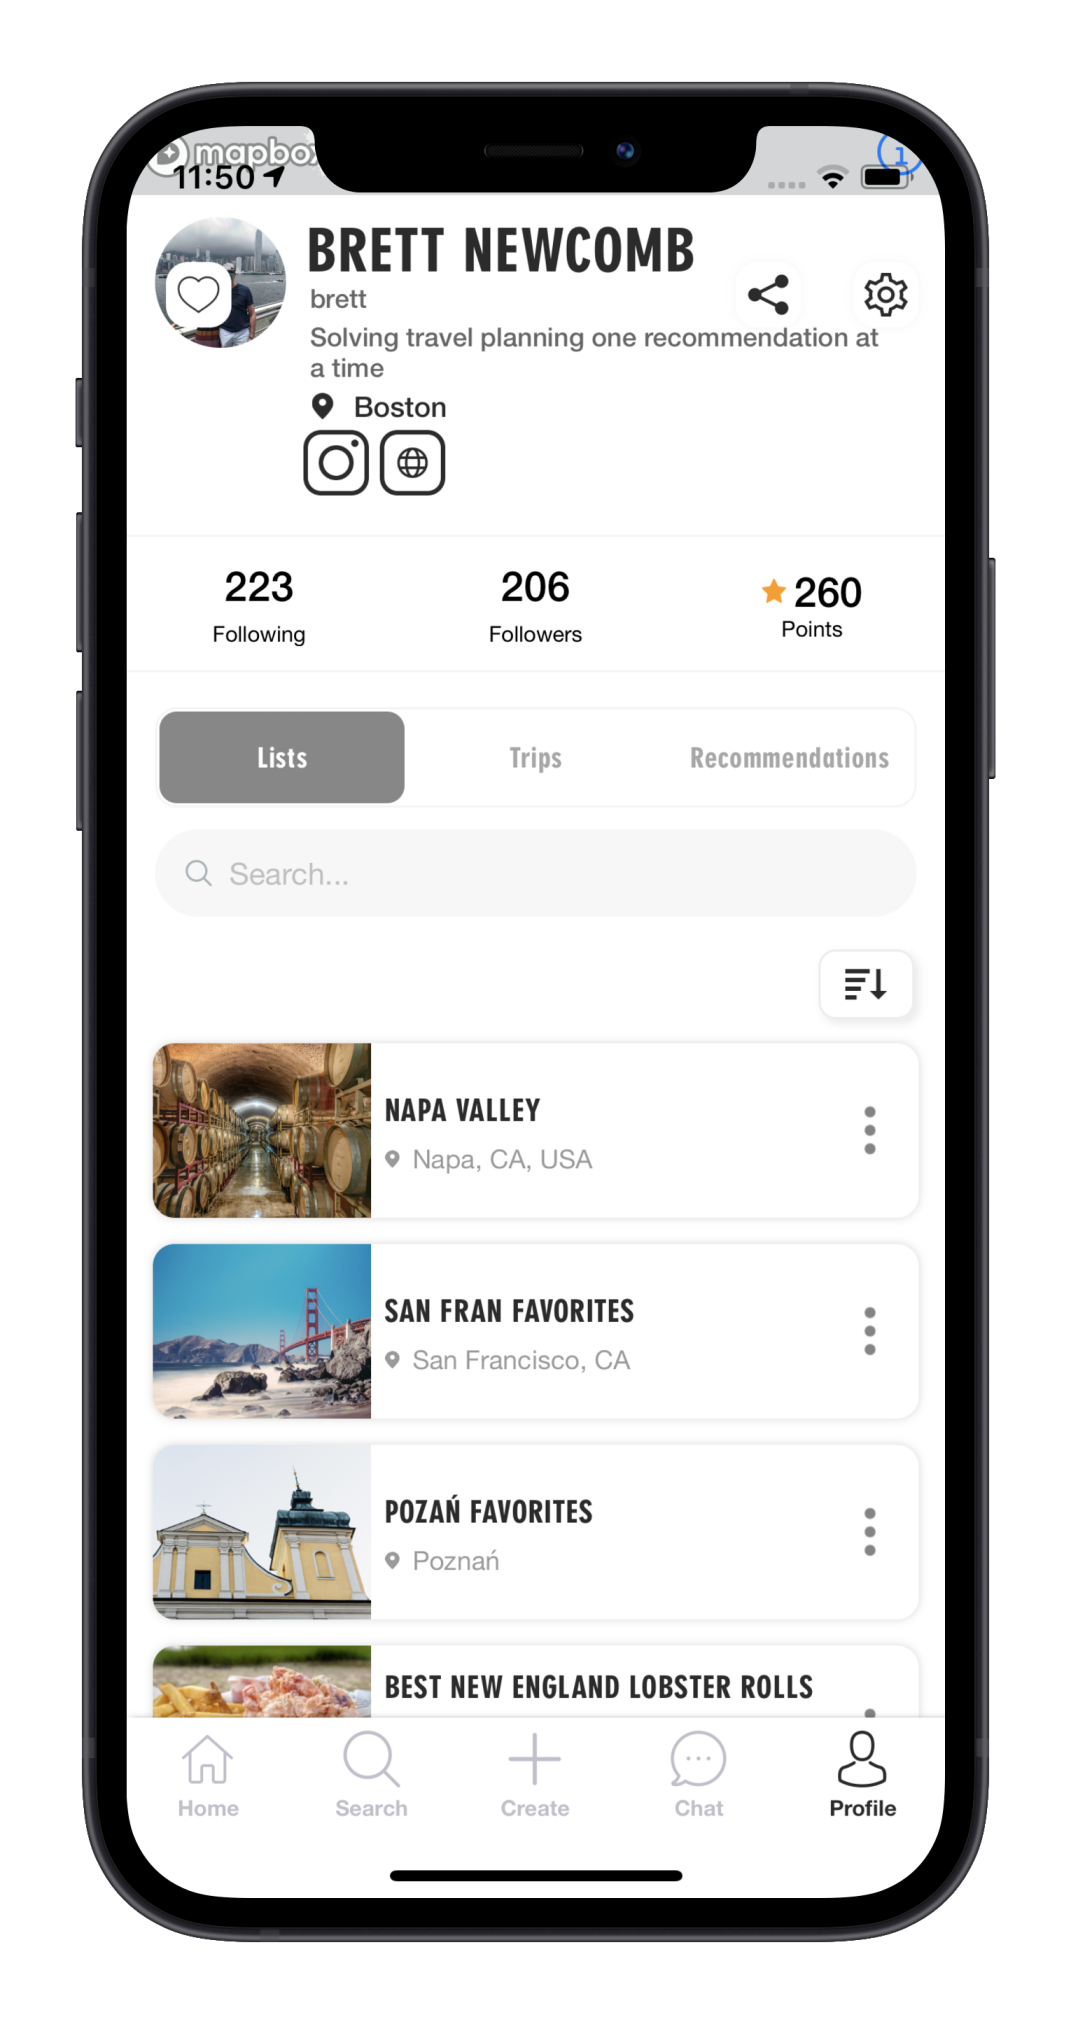 mapbox
11:50
1
BRETT NEWCOMB
brett
Solving travel planning one recommendation at
a time
Boston
223
206
260
Following
Followers
Points
Lists
Trips
Recommendations
Search...
NAPA VALLEY
Napa, CA, USA
SAN FRAN FAVORITES
San Francisco, CA
POZAŃ FAVORITES
Poznań
BEST NEW ENGLAND LOBSTER ROLLS
Home
Search
Create
Chat
Profile